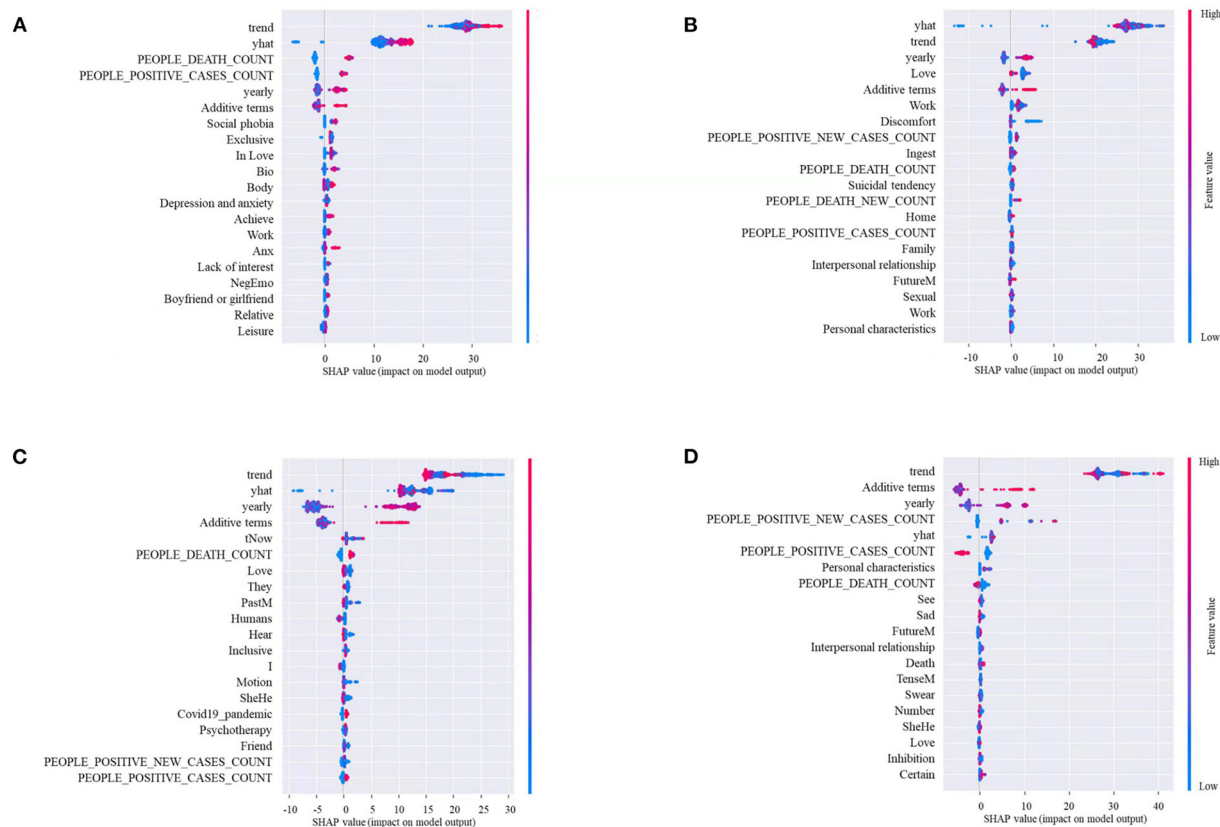 A
trend
yhat
PEOPLE_DEATH_COUNT
PEOPLE_POSITIVE_CASES_COUNT
yearly
Additive terms
Social phobia
Exclusive
In Love
Bio
Body
Depression and anxiety
Achieve
Work
Anx
Lack of interest
NegEmo
Boyfriend or girlfriend
Relative
Leisure
0 10 20 30
SHAP value (impact on model output)
B
yhat
trend
yearly
Love
Additive terms
Work
Discomfort
PEOPLE_POSITIVE_NEW_CASES_COUNT
Ingest
PEOPLE_DEATH_COUNT
Suicidal tendency
PEOPLE_DEATH_NEW_COUNT
Home
PEOPLE_POSITIVE_CASES_COUNT
Family
Interpersonal relationship
FutureM
Sexual
Work
Personal characteristics
-10 0 10 20 30
SHAP value (impact on model output)
High
Feature value
Low
C
trend
yhat
yearly
Additive terms
tNow
PEOPLE_DEATH_COUNT
Love
They
PastM
Humans
Hear
Inclusive
I
Motion
SheHe
Covid19_pandemic
Psychotherapy
Friend
PEOPLE_POSITIVE_NEW_CASES_COUNT
PEOPLE_POSITIVE_CASES_COUNT
-10 -5 0 5 10 15 20 25 30
SHAP value (impact on model output)
D
trend
Additive terms
yearly
PEOPLE_POSITIVE_NEW_CASES_COUNT
yhat
PEOPLE_POSITIVE_CASES_COUNT
Personal characteristics
PEOPLE_DEATH_COUNT
See
Sad
FutureM
Interpersonal relationship
Death
TenseM
Swear
Number
SheHe
Love
Inhibition
Certain
0 10 20 30 40
SHAP value (impact on model output)
High
Feature value
Low